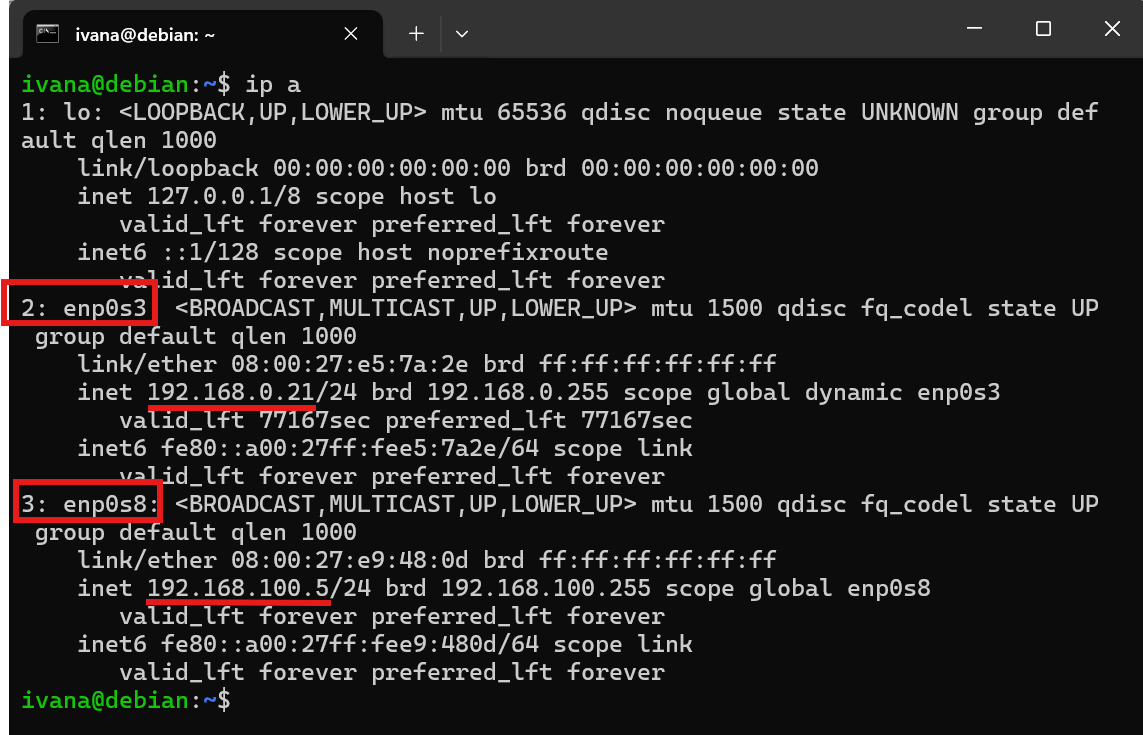 ivana@debian: ~
ivana@debian:~$ ip a
1: lo: <LOOPBACK,UP,LOWER_UP> mtu 65536 qdisc noqueue state UNKNOWN group def
ault qlen 1000
    link/loopback 00:00:00:00:00:00 brd 00:00:00:00:00:00
    inet 127.0.0.1/8 scope host lo
       valid_lft forever preferred_lft forever
    inet6 ::1/128 scope host noprefixroute
       valid_lft forever preferred_lft forever
2: enp0s3 <BROADCAST,MULTICAST,UP,LOWER_UP> mtu 1500 qdisc fq_codel state UP
 group default qlen 1000
    link/ether 08:00:27:e5:7a:2e brd ff:ff:ff:ff:ff:ff
    inet 192.168.0.21/24 brd 192.168.0.255 scope global dynamic enp0s3
       valid_lft 77167sec preferred_lft 77167sec
    inet6 fe80::a00:27ff:fee5:7a2e/64 scope link
       valid_lft forever preferred_lft forever
3: enp0s8: <BROADCAST,MULTICAST,UP,LOWER_UP> mtu 1500 qdisc fq_codel state UP
 group default qlen 1000
    link/ether 08:00:27:e9:48:0d brd ff:ff:ff:ff:ff:ff
    inet 192.168.100.5/24 brd 192.168.100.255 scope global enp0s8
       valid_lft forever preferred_lft forever
    inet6 fe80::a00:27ff:fee9:480d/64 scope link
       valid_lft forever preferred_lft forever
ivana@debian:~$